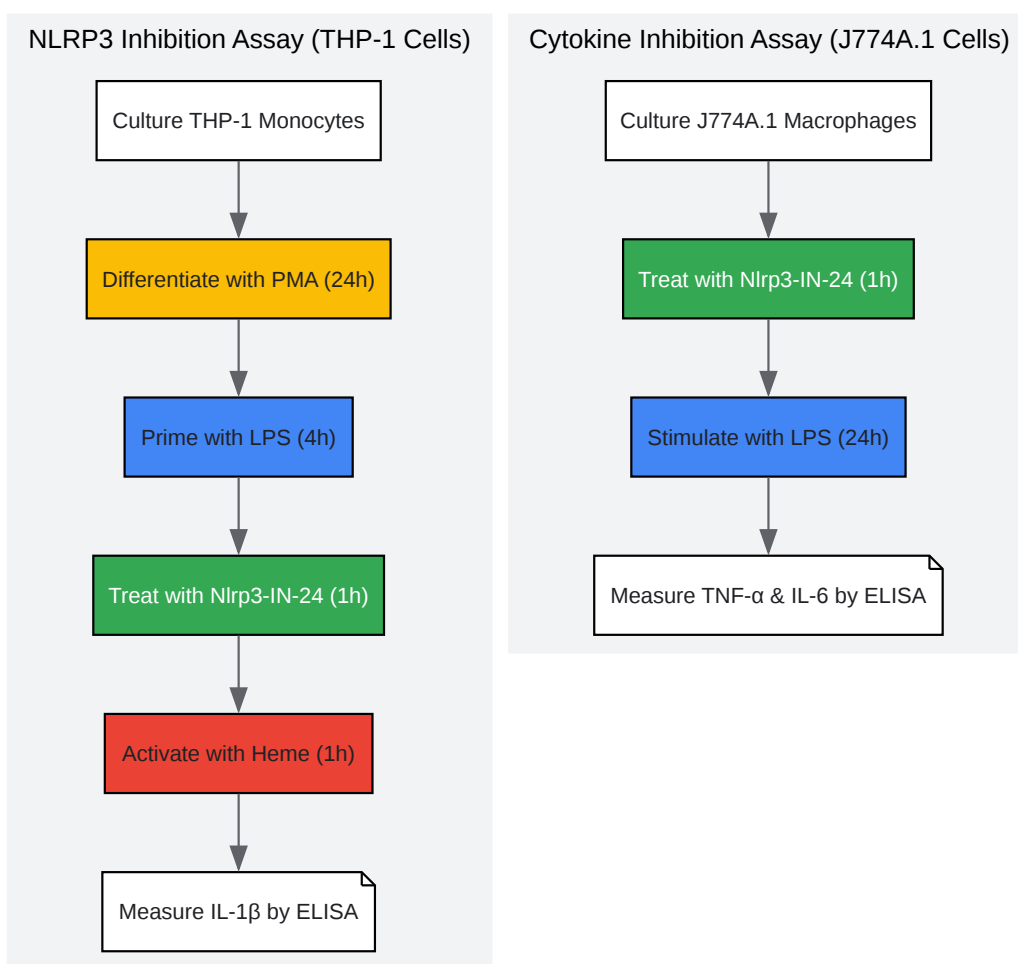 NLRP3 Inhibition Assay (THP-1 Cells)
Culture THP-1 Monocytes
Differentiate with PMA (24h)
Prime with LPS (4h)
Treat with Nlrp3-IN-24 (1h)
Activate with Heme (1h)
Measure IL-1β by ELISA
Cytokine Inhibition Assay (J774A.1 Cells)
Culture J774A.1 Macrophages
Treat with Nlrp3-IN-24 (1h)
Stimulate with LPS (24h)
Measure TNF-α & IL-6 by ELISA